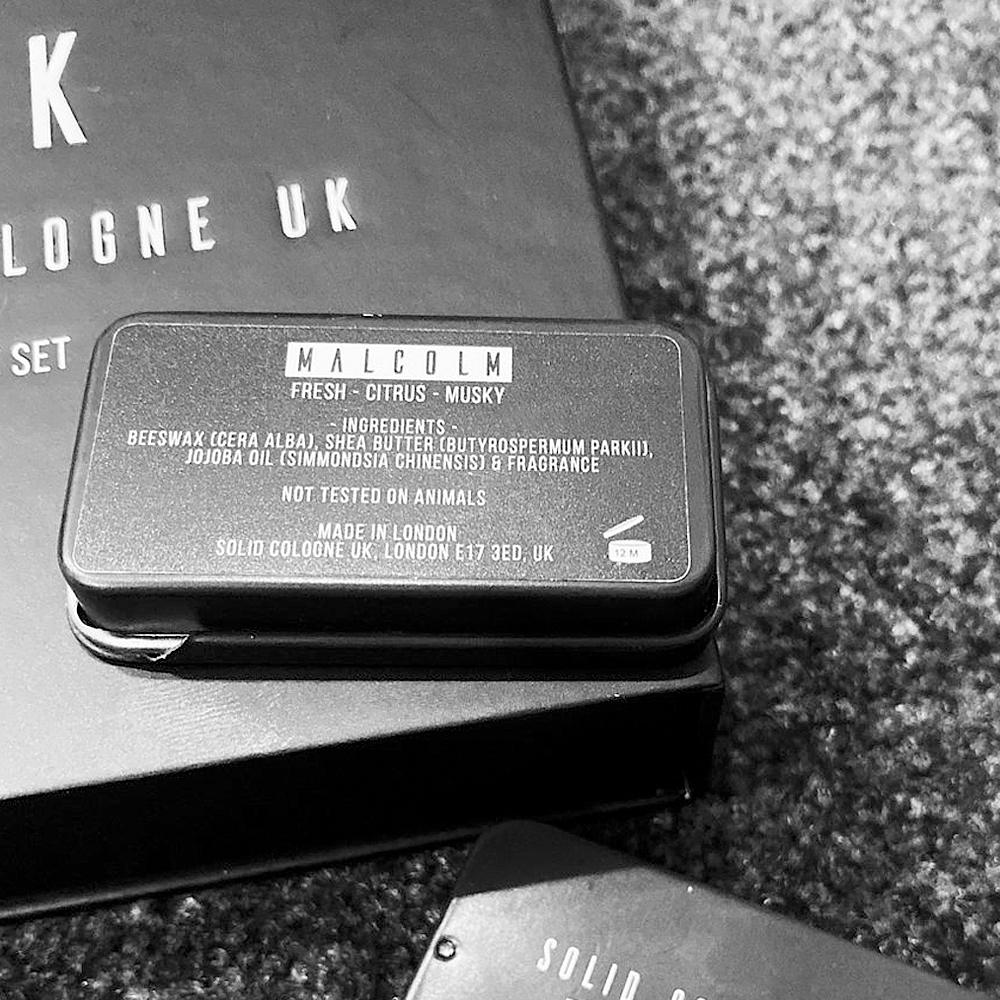 K
LOGNE UK
SET
MALCOLM
FRESH - CITRUS - MUSKY
- INGREDIENTS -
BEESWAX (CERA ALBA), SHEA BUTTER (BUTYROSPERMUM PARKII),
JOJOBA OIL (SIMMONDSIA CHINENSIS) & FRAGRANCE
NOT TESTED ON ANIMALS
MADE IN LONDON
SOLID COLOGNE UK, LONDON E17 3ED, UK
12 M
SOLID